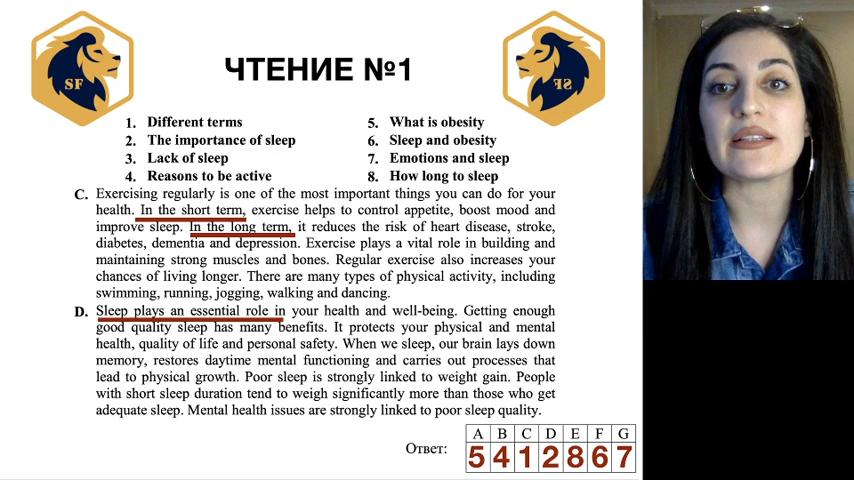 SF
SF
ЧТЕНИЕ №1
1. Different terms
2. The importance of sleep
3. Lack of sleep
4. Reasons to be active
5. What is obesity
6. Sleep and obesity
7. Emotions and sleep
8. How long to sleep
C. Exercising regularly is one of the most important things you can do for your
health. In the short term, exercise helps to control appetite, boost mood and
improve sleep. In the long term, it reduces the risk of heart disease, stroke,
diabetes, dementia and depression. Exercise plays a vital role in building and
maintaining strong muscles and bones. Regular exercise also increases your
chances of living longer. There are many types of physical activity, including
swimming, running, jogging, walking and dancing.
D. Sleep plays an essential role in your health and well-being. Getting enough
good quality sleep has many benefits. It protects your physical and mental
health, quality of life and personal safety. When we sleep, our brain lays down
memory, restores daytime mental functioning and carries out processes that
lead to physical growth. Poor sleep is strongly linked to weight gain. People
with short sleep duration tend to weigh significantly more than those who get
adequate sleep. Mental health issues are strongly linked to poor sleep quality.
A B C D E F G
Ответ: 5 4 1 2 8 6 7